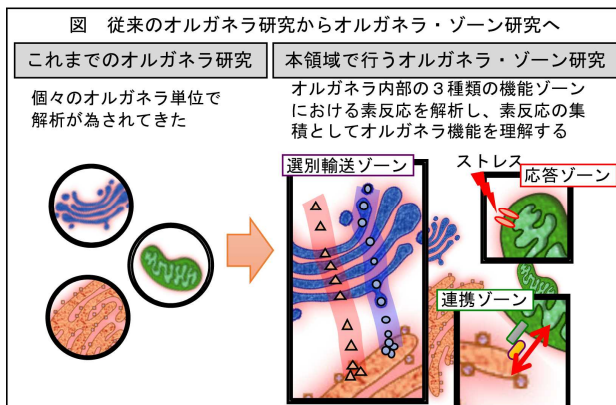 図　従来のオルガネラ研究からオルガネラ・ゾーン研究へ
これまでのオルガネラ研究
本領域で行うオルガネラ・ゾーン研究
個々のオルガネラ単位で
解析が為されてきた
オルガネラ内部の３種類の機能ゾーン
における素反応を解析し、素反応の集
積としてオルガネラ機能を理解する
選別輸送ゾーン
ストレス
応答ゾーン
連携ゾーン